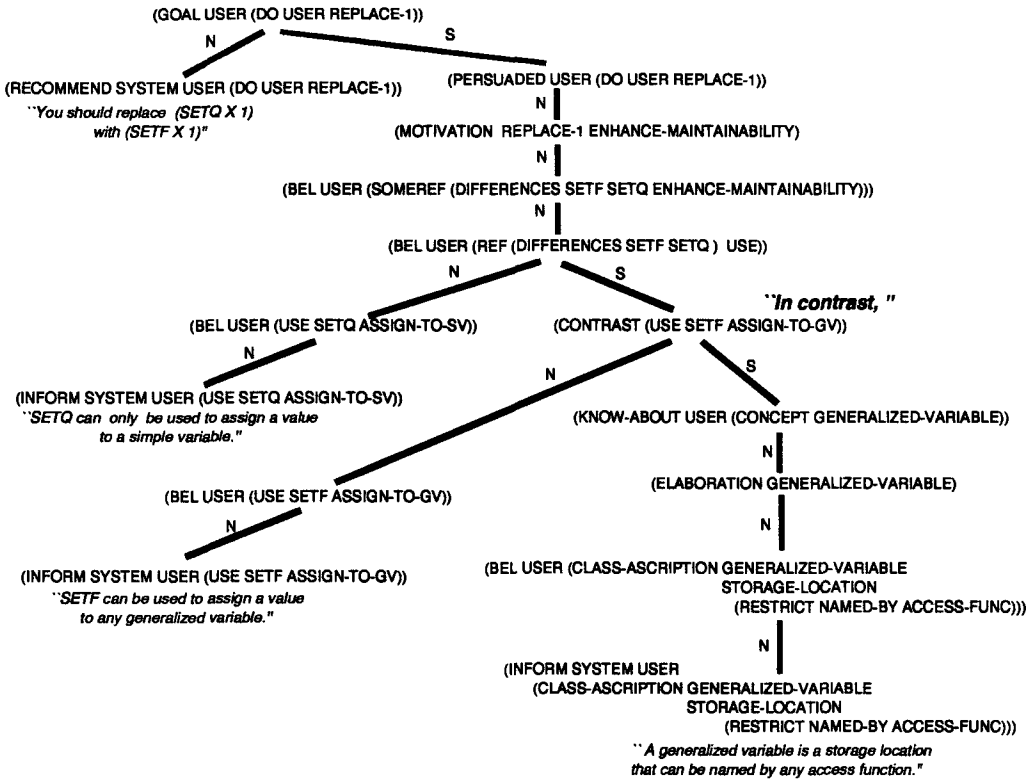 (GOAL USER (DO USER REPLACE-1))
N
S
(RECOMMEND SYSTEM USER (DO USER REPLACE-1))
``You should replace (SETQ X 1)
with (SETF X 1)"
(PERSUADED USER (DO USER REPLACE-1))
N
(MOTIVATION REPLACE-1 ENHANCE-MAINTAINABILITY)
N
(BEL USER (SOMEREF (DIFFERENCES SETF SETQ ENHANCE-MAINTAINABILITY)))
N
(BEL USER (REF (DIFFERENCES SETF SETQ ) USE))
N
S
``In contrast, "
(BEL USER (USE SETQ ASSIGN-TO-SV))
(CONTRAST (USE SETF ASSIGN-TO-GV))
N
N
S
(INFORM SYSTEM USER (USE SETQ ASSIGN-TO-SV))
``SETQ can only be used to assign a value
to a simple variable."
(KNOW-ABOUT USER (CONCEPT GENERALIZED-VARIABLE))
N
(ELABORATION GENERALIZED-VARIABLE)
(BEL USER (USE SETF ASSIGN-TO-GV))
N
N
(INFORM SYSTEM USER (USE SETF ASSIGN-TO-GV))
``SETF can be used to assign a value
to any generalized variable."
(BEL USER (CLASS-ASCRIPTION GENERALIZED-VARIABLE
STORAGE-LOCATION
(RESTRICT NAMED-BY ACCESS-FUNC)))
N
(INFORM SYSTEM USER
(CLASS-ASCRIPTION GENERALIZED-VARIABLE
STORAGE-LOCATION
(RESTRICT NAMED-BY ACCESS-FUNC)))
`` A generalized variable is a storage location
that can be named by any access function."